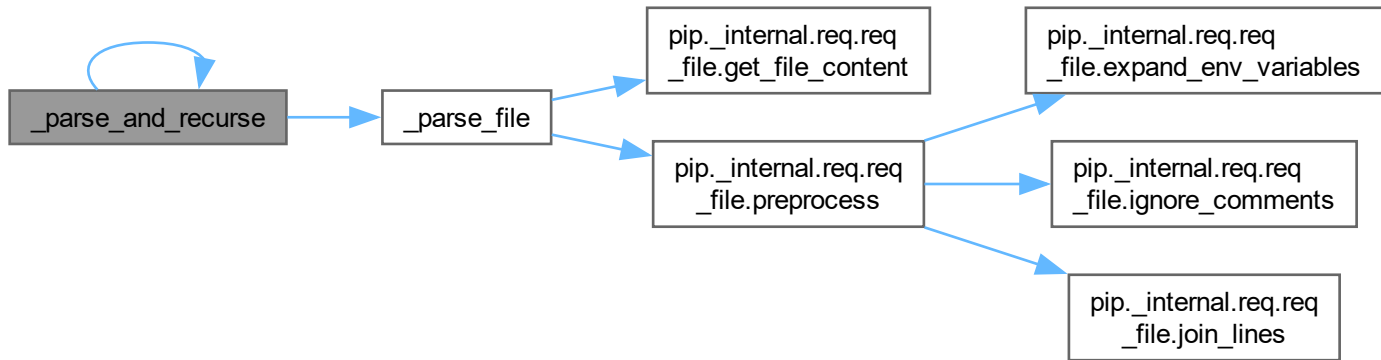 _parse_and_recurse
_parse_file
pip._internal.req.req
_file.get_file_content
pip._internal.req.req
_file.preprocess
pip._internal.req.req
_file.expand_env_variables
pip._internal.req.req
_file.ignore_comments
pip._internal.req.req
_file.join_lines